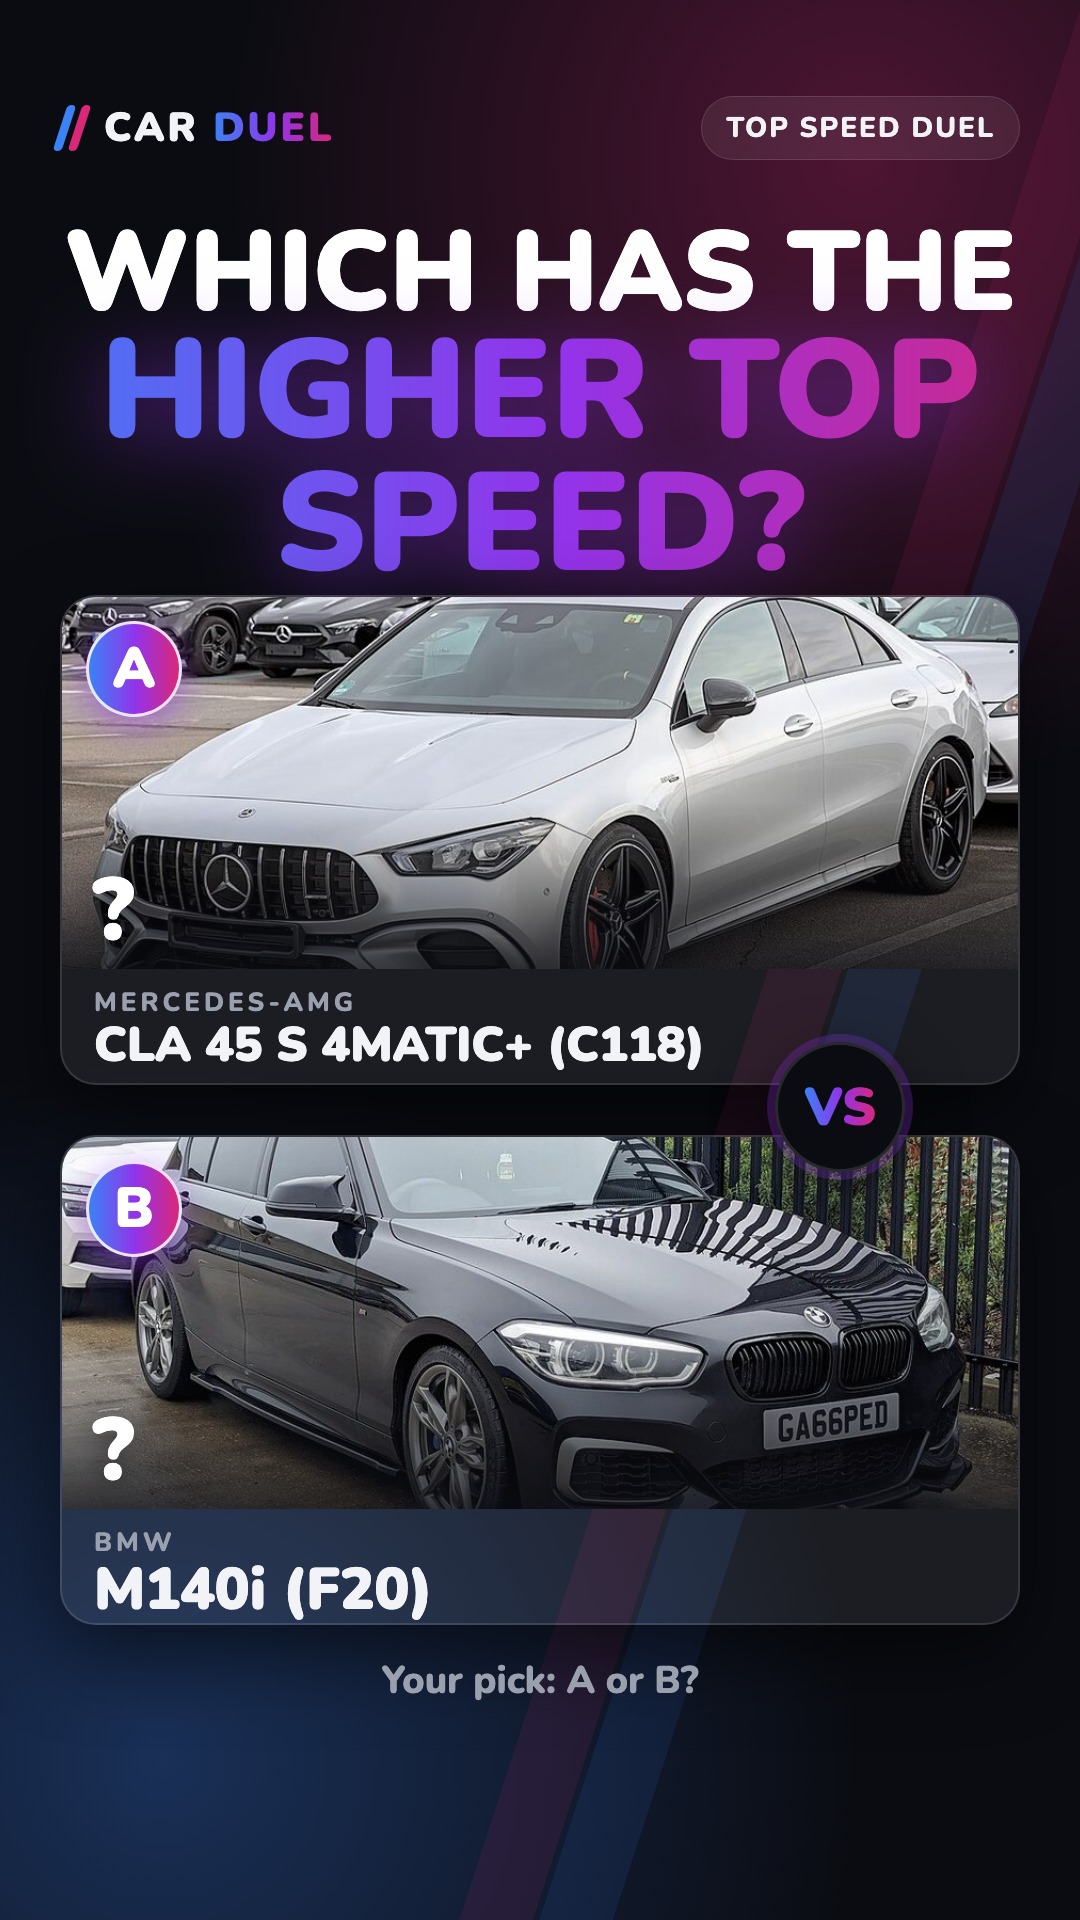 // CAR DUEL
TOP SPEED DUEL
WHICH HAS THE
HIGHER TOP
SPEED?
A
?
MERCEDES-AMG
CLA 45 S 4MATIC+ (C118)
VS
B
GA66PED
?
BMW
M140i (F20)
Your pick: A or B?